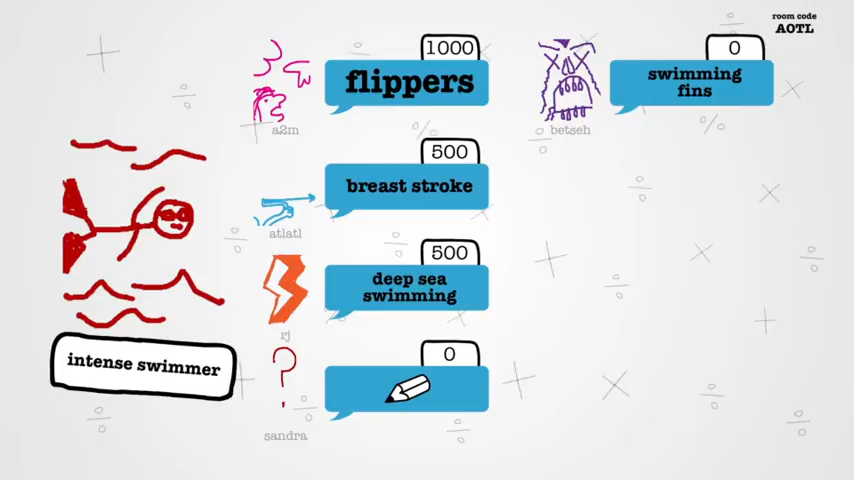 room code
AOTL
1000
flippers
a2m
0
swimming
fins
betseh
500
breast stroke
atlatl
500
deep sea
swimming
rj
0
sandra
intense swimmer